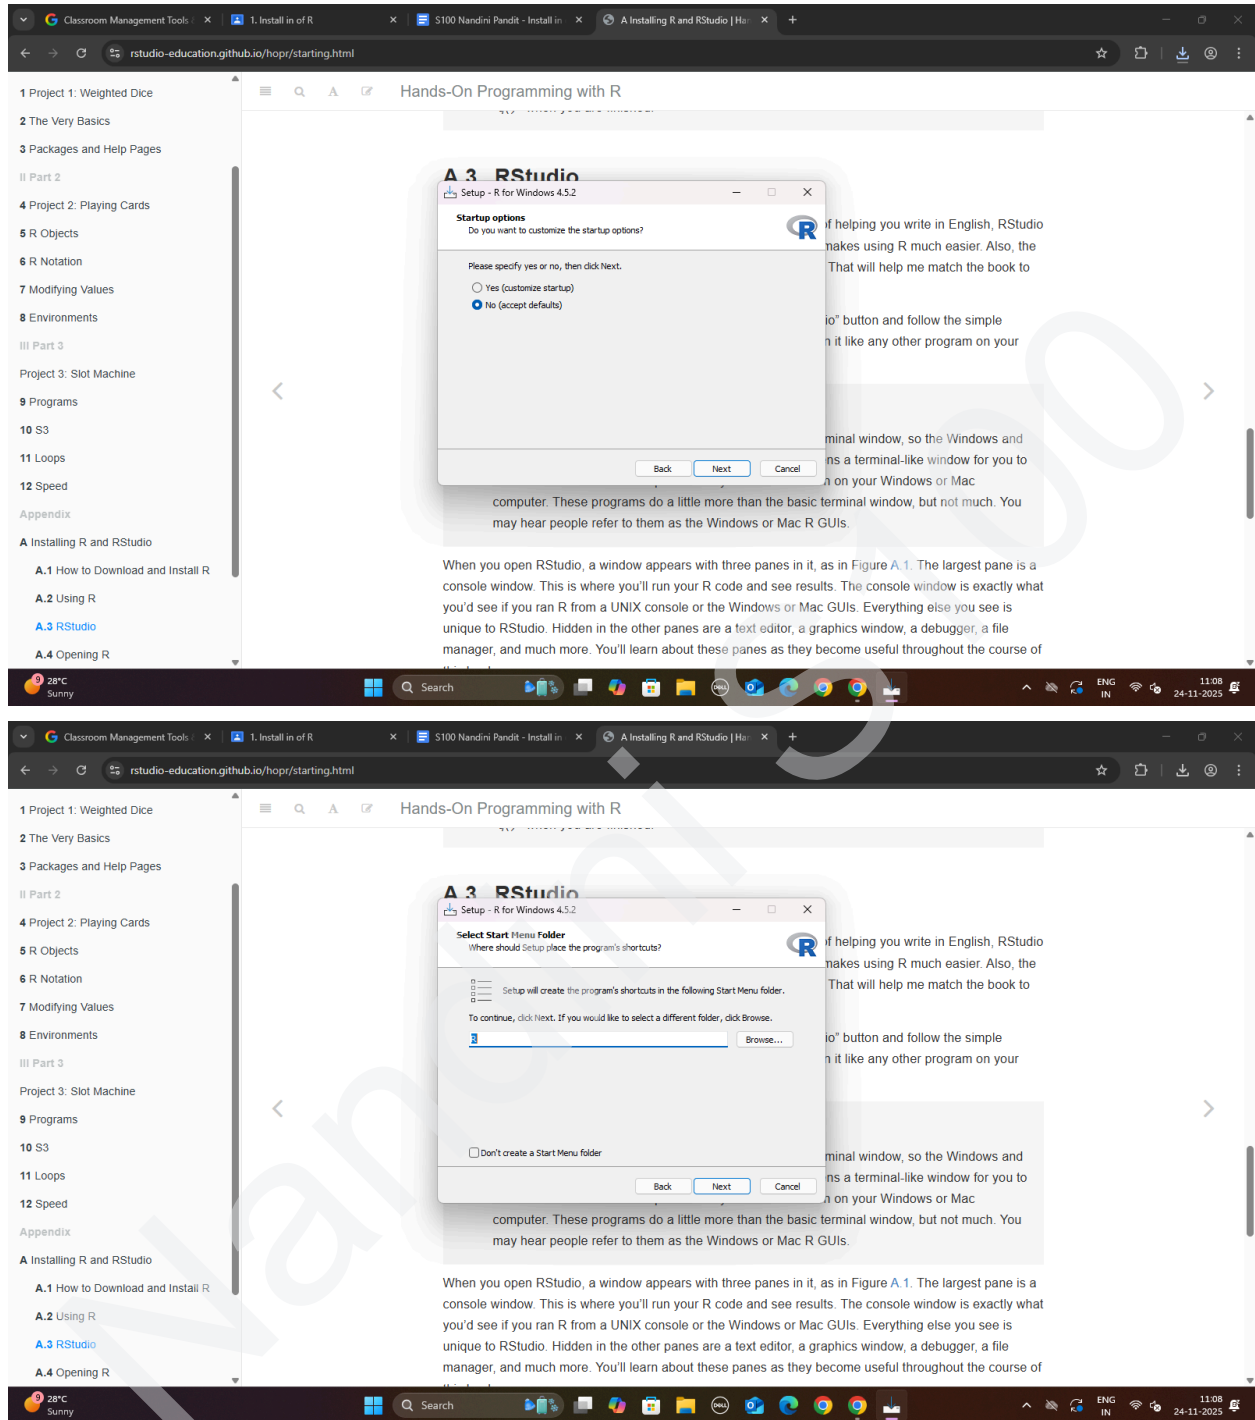 Classroom Management Tools
1. Install in of R
S100 Nandini Pandit - Install in
A Installing R and RStudio | Han
rstudio-education.github.io/hopr/starting.html
1 Project 1: Weighted Dice
2 The Very Basics
3 Packages and Help Pages
II Part 2
4 Project 2: Playing Cards
5 R Objects
6 R Notation
7 Modifying Values
8 Environments
III Part 3
Project 3: Slot Machine
9 Programs
10 S3
11 Loops
12 Speed
Appendix
A Installing R and RStudio
A.1 How to Download and Install R
A.2 Using R
A.3 RStudio
A.4 Opening R
Hands-On Programming with R
A.3 RStudio
Setup - R for Windows 4.5.2
Startup options
Do you want to customize the startup options?
Please specify yes or no, then click Next.
Yes (customize startup)
No (accept defaults)
Back Next Cancel
of helping you write in English, RStudio
makes using R much easier. Also, the
That will help me match the book to
io” button and follow the simple
it like any other program on your
minal window, so the Windows and
ns a terminal-like window for you to
on your Windows or Mac
computer. These programs do a little more than the basic terminal window, but not much. You
may hear people refer to them as the Windows or Mac R GUIs.
When you open RStudio, a window appears with three panes in it, as in Figure A.1. The largest pane is a
console window. This is where you’ll run your R code and see results. The console window is exactly what
you’d see if you ran R from a UNIX console or the Windows or Mac GUIs. Everything else you see is
unique to RStudio. Hidden in the other panes are a text editor, a graphics window, a debugger, a file
manager, and much more. You’ll learn about these panes as they become useful throughout the course of
9
28°C
Sunny
Search
ENG
IN
11:08
24-11-2025
Classroom Management Tools
1. Install in of R
S100 Nandini Pandit - Install in
A Installing R and RStudio | Han
rstudio-education.github.io/hopr/starting.html
1 Project 1: Weighted Dice
2 The Very Basics
3 Packages and Help Pages
II Part 2
4 Project 2: Playing Cards
5 R Objects
6 R Notation
7 Modifying Values
8 Environments
III Part 3
Project 3: Slot Machine
9 Programs
10 S3
11 Loops
12 Speed
Appendix
A Installing R and RStudio
A.1 How to Download and Install R
A.2 Using R
A.3 RStudio
A.4 Opening R
Hands-On Programming with R
A.3 RStudio
Setup - R for Windows 4.5.2
Select Start Menu Folder
Where should Setup place the program's shortcuts?
Setup will create the program's shortcuts in the following Start Menu folder.
To continue, click Next. If you would like to select a different folder, click Browse.
R
Browse...
Don't create a Start Menu folder
Back Next Cancel
of helping you write in English, RStudio
makes using R much easier. Also, the
That will help me match the book to
io” button and follow the simple
it like any other program on your
minal window, so the Windows and
ns a terminal-like window for you to
on your Windows or Mac
computer. These programs do a little more than the basic terminal window, but not much. You
may hear people refer to them as the Windows or Mac R GUIs.
When you open RStudio, a window appears with three panes in it, as in Figure A.1. The largest pane is a
console window. This is where you’ll run your R code and see results. The console window is exactly what
you’d see if you ran R from a UNIX console or the Windows or Mac GUIs. Everything else you see is
unique to RStudio. Hidden in the other panes are a text editor, a graphics window, a debugger, a file
manager, and much more. You’ll learn about these panes as they become useful throughout the course of
9
28°C
Sunny
Search
ENG
IN
11:08
24-11-2025
Nandini S100